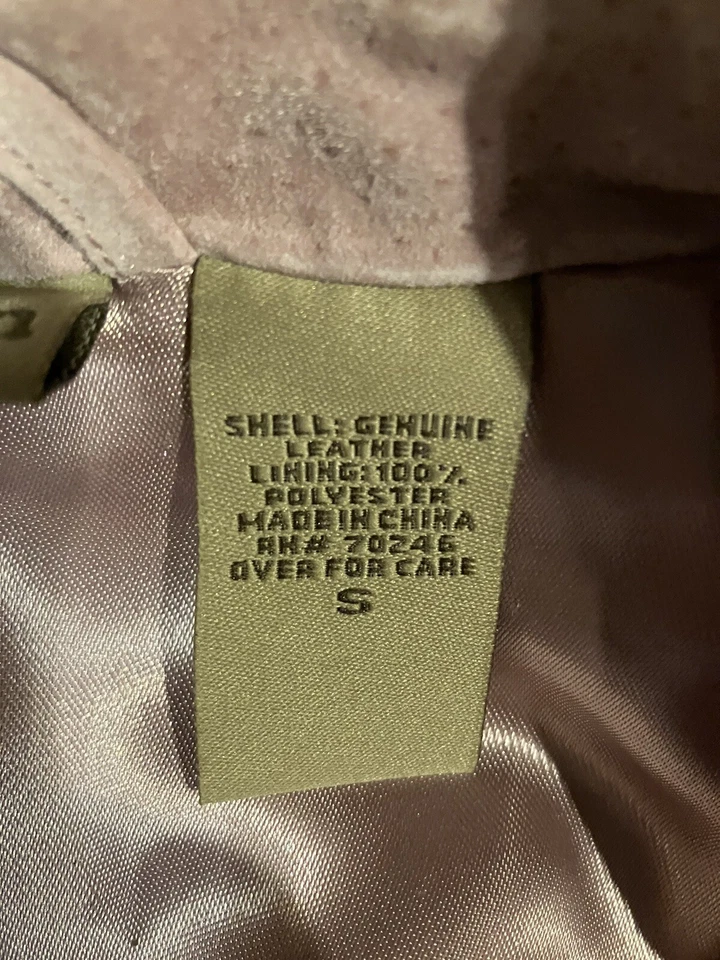 SHELL: GENUINE
LEATHER
LINING: 100%
POLYESTER
MADE IN CHINA
RN# 70246
OVER FOR CARE
S